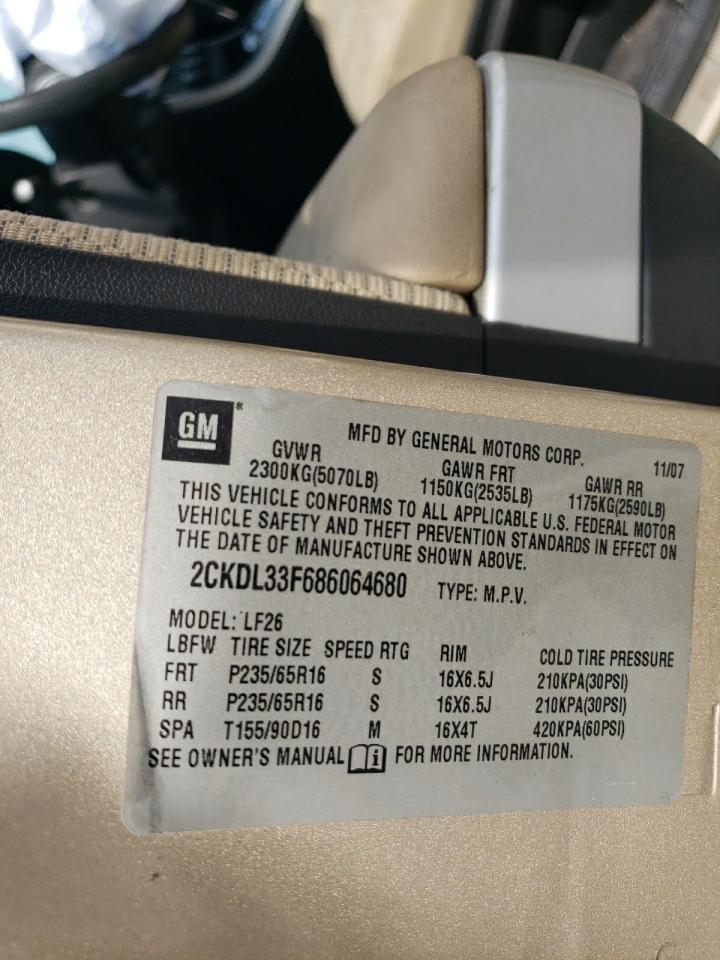 GM®
MFD BY GENERAL MOTORS CORP. 11/07
GVWR GAWR FRT GAWR RR
2300KG(5070LB) 1150KG(2535LB) 1175KG(2590LB)
THIS VEHICLE CONFORMS TO ALL APPLICABLE U.S. FEDERAL MOTOR
VEHICLE SAFETY AND THEFT PREVENTION STANDARDS IN EFFECT ON
THE DATE OF MANUFACTURE SHOWN ABOVE.
2CKDL33F686064680 TYPE: M.P.V.
MODEL: LF26
LBFW TIRE SIZE SPEED RTG RIM COLD TIRE PRESSURE
FRT P235/65R16 S 16X6.5J 210KPA(30PSI)
RR P235/65R16 S 16X6.5J 210KPA(30PSI)
SPA T155/90D16 M 16X4T 420KPA(60PSI)
SEE OWNER'S MANUAL i FOR MORE INFORMATION.